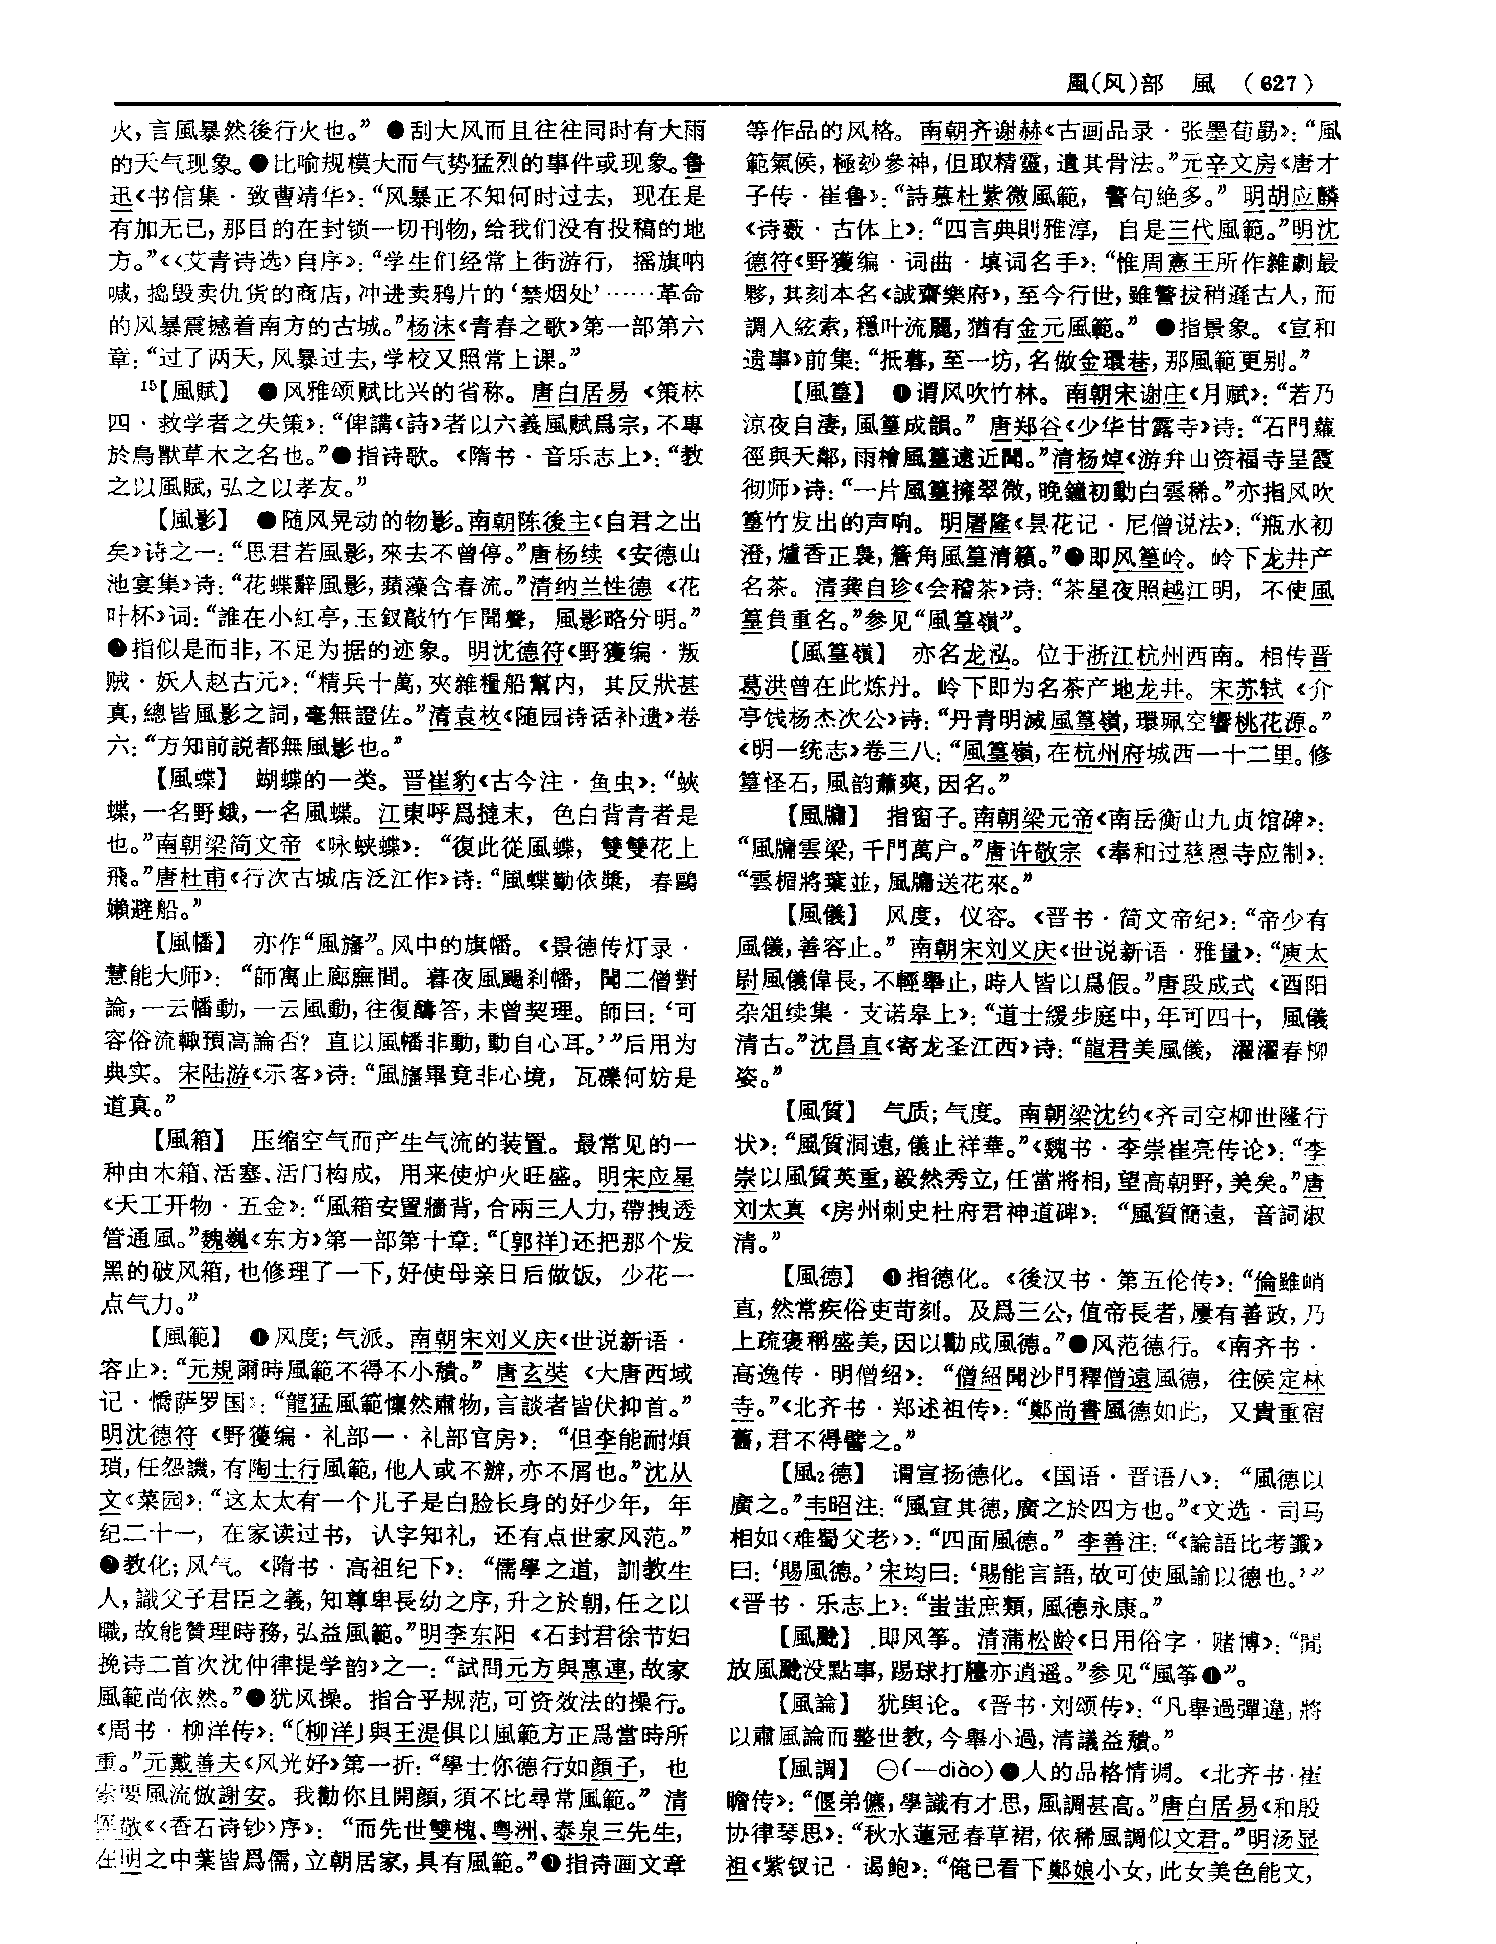 風(风)部　風　(627)
火,言風暴然後行火也。” ❷刮大风而且往往同时有大雨
的天气现象。❸比喻规模大而气势猛烈的事件或现象。鲁
迅《书信集·致曹靖华》:“风暴正不知何时过去, 现在是
有加无已,那目的在封锁一切刊物,给我们没有投稿的地
方。”《〈艾青诗选〉自序》:“学生们经常上街游行, 摇旗呐
喊,捣毁卖仇货的商店,冲进卖鸦片的‘禁烟处’……革命
的风暴震撼着南方的古城。”杨沫《青春之歌》第一部第六
章:“过了两天,风暴过去,学校又照常上课。”
15【風賦】 ❶风雅颂赋比兴的省称。唐白居易《策林
四·救学者之失策》:“俾講《詩》者以六義風賦爲宗,不專
於鳥獸草木之名也。”❷指诗歌。《隋书·音乐志上》:“教
之以風賦,弘之以孝友。”
【風影】 ❶随风晃动的物影。南朝陈後主《自君之出
矣》诗之一:“思君若風影,來去不曾停。”唐杨续《安德山
池宴集》诗:“花蝶辭風影,蘋藻含春流。”清纳兰性德《花
叶杯》词:“誰在小紅亭,玉釵敲竹乍聞聲, 風影略分明。”
❷指似是而非,不足为据的迹象。明沈德符《野獲编·叛
贼·妖人赵古元》:“精兵十萬,夾雜糧船幫内, 其反狀甚
真,總皆風影之詞,毫無證佐。”清袁枚《随园诗话补遗》卷
六:“方知前説都無風影也。”
【風蝶】 蝴蝶的一类。晋崔豹《古今注·鱼虫》:“蛺
蝶,一名野蛾,一名風蝶。江東呼爲撻末, 色白背青者是
也。”南朝梁简文帝《咏蛱蝶》:“復此從風蝶, 雙雙花上
飛。”唐杜甫《行次古城店泛江作》诗:“風蝶勤依槳, 春鷗
嬾避船。”
【風幡】 亦作“風旛”。风中的旗幡。《景德传灯录·
慧能大师》:“師寓止廊廡間。暮夜風颺刹幡, 聞二僧對
論,一云幡動,一云風動,往復醻答,未曾契理。師曰:‘可
容俗流輒預高論否? 直以風幡非動,動自心耳。’”后用为
典实。宋陆游《示客》诗:“風旛畢竟非心境, 瓦礫何妨是
道真。”
【風箱】 压缩空气而产生气流的装置。最常见的一
种由木箱、活塞、活门构成, 用来使炉火旺盛。明宋应星
《天工开物·五金》:“風箱安置牆背,合兩三人力,帶拽透
管通風。”魏巍《东方》第一部第十章:“〔郭祥〕还把那个发
黑的破风箱,也修理了一下,好使母亲日后做饭, 少花一
点气力。”
【風範】 ❶风度;气派。南朝宋刘义庆《世说新语·
容止》:“元規爾時風範不得不小穨。”唐玄奘《大唐西域
记·憍萨罗国》:“龍猛風範懍然肅物,言談者皆伏抑首。”
明沈德符《野獲编·礼部一·礼部官房》:“但李能耐煩
瑣,任怨譏,有陶士行風範,他人或不辦,亦不屑也。”沈从
文《菜园》:“这太太有一个儿子是白脸长身的好少年, 年
纪二十一, 在家读过书, 认字知礼, 还有点世家风范。”
❷教化;风气。《隋书·高祖纪下》:“儒學之道, 訓教生
人,識父子君臣之義,知尊卑長幼之序,升之於朝,任之以
職,故能贊理時務,弘益風範。”明李东阳《石封君徐节妇
挽诗二首次沈仲律提学韵》之一:“試問元方與惠連,故家
風範尚依然。”❸犹风操。指合乎规范,可资效法的操行。
《周书·柳洋传》:“〔柳洋〕與王湜俱以風範方正爲當時所
重。”元戴善夫《风光好》第一折:“學士你德行如顔子, 也
索要風流倣謝安。我勸你且開顔,須不比尋常風範。”清
恽敬《〈香石诗钞〉序》:“而先世雙槐、粤洲、泰泉三先生,
在明之中葉皆爲儒,立朝居家,具有風範。”❹指诗画文章
等作品的风格。南朝齐谢赫《古画品录·张墨荀勗》:“風
範氣候,極妙參神,但取精靈,遺其骨法。”元辛文房《唐才
子传·崔鲁》:“詩慕杜紫微風範, 警句絶多。”明胡应麟
《诗薮·古体上》:“四言典則雅淳, 自是三代風範。”明沈
德符《野獲编·词曲·填词名手》:“惟周憲王所作雜劇最
夥,其刻本名《誠齋樂府》,至今行世,雖警拔稍遜古人,而
調入絃索,穩叶流麗,猶有金元風範。” ❺指景象。《宣和
遗事》前集:“抵暮,至一坊,名做金環巷,那風範更别。”
【風篁】 ❶谓风吹竹林。南朝宋谢庄《月赋》:“若乃
涼夜自淒,風篁成韻。”唐郑谷《少华甘露寺》诗:“石門蘿
徑與天鄰,雨檜風篁遠近聞。”清杨焯《游弁山资福寺呈霞
彻师》诗:“一片風篁擁翠微,晚鐘初動白雲稀。”亦指风吹
篁竹发出的声响。明屠隆《昙花记·尼僧说法》:“瓶水初
澄,爐香正裊,簷角風篁清籟。”❷即风篁岭。岭下龙井产
名茶。清龚自珍《会稽茶》诗:“茶星夜照越江明, 不使風
篁負重名。”参见“風篁嶺”。
【風篁嶺】 亦名龙泓。位于浙江杭州西南。相传晋
葛洪曾在此炼丹。岭下即为名茶产地龙井。宋苏轼《介
亭饯杨杰次公》诗:“丹青明滅風篁嶺,環珮空響桃花源。”
《明一统志》卷三八:“風篁嶺,在杭州府城西一十二里。修
篁怪石,風韵蕭爽,因名。”
【風牖】 指窗子。南朝梁元帝《南岳衡山九贞馆碑》:
“風牖雲梁,千門萬户。”唐许敬宗《奉和过慈恩寺应制》:
“雲楣將葉並,風牖送花來。”
【風儀】 风度, 仪容。《晋书·简文帝纪》:“帝少有
風儀,善容止。”南朝宋刘义庆《世说新语·雅量》:“庾太
尉風儀偉長,不輕舉止,時人皆以爲假。”唐段成式《酉阳
杂俎续集·支诺皋上》:“道士緩步庭中,年可四十, 風儀
清古。”沈昌直《寄龙圣江西》诗:“龍君美風儀, 濯濯春柳
姿。”
【風質】 气质;气度。南朝梁沈约《齐司空柳世隆行
状》:“風質洞遠,儀止祥華。”《魏书·李崇崔亮传论》:“李
崇以風質英重,毅然秀立,任當將相,望高朝野,美矣。”唐
刘太真《房州刺史杜府君神道碑》:“風質簡遠, 音詞淑
清。”
【風德】 ❶指德化。《後汉书·第五伦传》:“倫雖峭
直,然常疾俗吏苛刻。及爲三公,值帝長者,屢有善政,乃
上疏褒稱盛美,因以勸成風德。”❷风范德行。《南齐书·
高逸传·明僧绍》:“僧紹聞沙門釋僧遠風德, 往候定林
寺。”《北齐书·郑述祖传》:“鄭尚書風德如此, 又貴重宿
舊,君不得譬之。”
【風2德】 谓宣扬德化。《国语·晋语八》:“風德以
廣之。”韦昭注:“風宣其德,廣之於四方也。”《文选·司马
相如〈难蜀父老〉》:“四面風德。”李善注:“《論語比考讖》
曰:‘賜風德。’宋均曰:‘賜能言語,故可使風諭以德也。’”
《晋书·乐志上》:“蚩蚩庶類,風德永康。”
【風颹】 即风筝。清蒲松龄《日用俗字·赌博》:“閒
放風颹没點事,踢球打𣰦亦逍遥。”参见“風筝❶”。
【風論】 犹舆论。《晋书·刘颂传》:“凡舉過彈違,將
以肅風論而整世教,今舉小過,清議益穨。”
【風調】 ㊀(—diào)❶人的品格情调。《北齐书·崔
瞻传》:“偃弟儦,學識有才思,風調甚高。”唐白居易《和殷
协律琴思》:“秋水蓮冠春草裙,依稀風調似文君。”明汤显
祖《紫钗记·谒鲍》:“俺已看下鄭娘小女,此女美色能文,